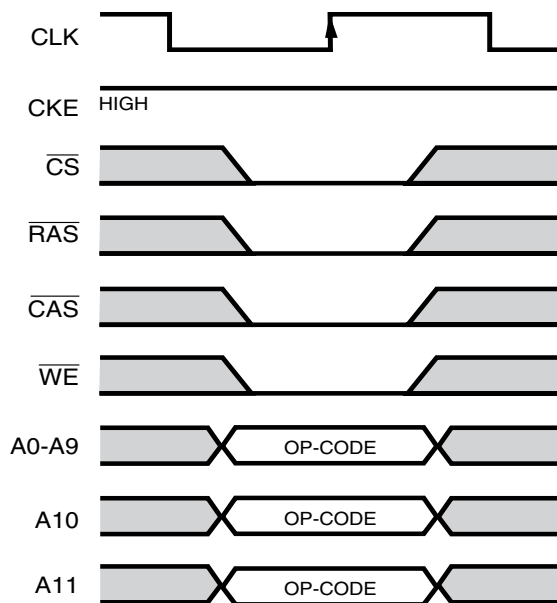 CLK
CKE HIGH
CS
RAS
CAS
WE
A0-A9 OP-CODE
A10 OP-CODE
A11 OP-CODE